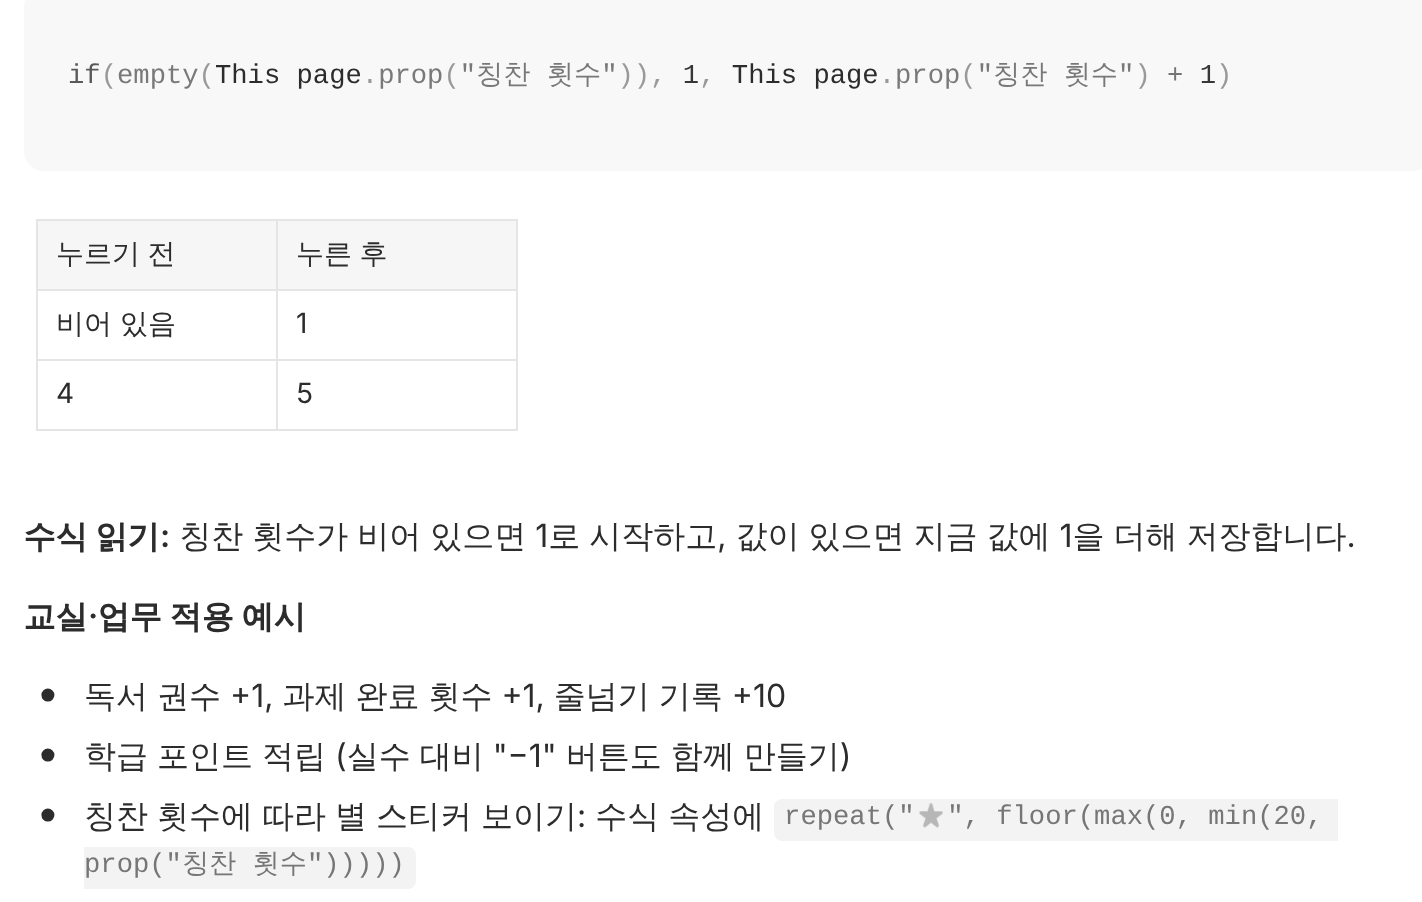 if(empty(This page.prop("칭찬 횟수")), 1, This page.prop("칭찬 횟수") + 1)
누르기 전 누른 후
비어 있음 1
4 5
수식 읽기: 칭찬 횟수가 비어 있으면 1로 시작하고, 값이 있으면 지금 값에 1을 더해 저장합니다.
교실·업무 적용 예시
• 독서 권수 +1, 과제 완료 횟수 +1, 줄넘기 기록 +10
• 학급 포인트 적립 (실수 대비 "−1" 버튼도 함께 만들기)
• 칭찬 횟수에 따라 별 스티커 보이기: 수식 속성에 repeat("⭐", floor(max(0, min(20,
prop("칭찬 횟수")))))